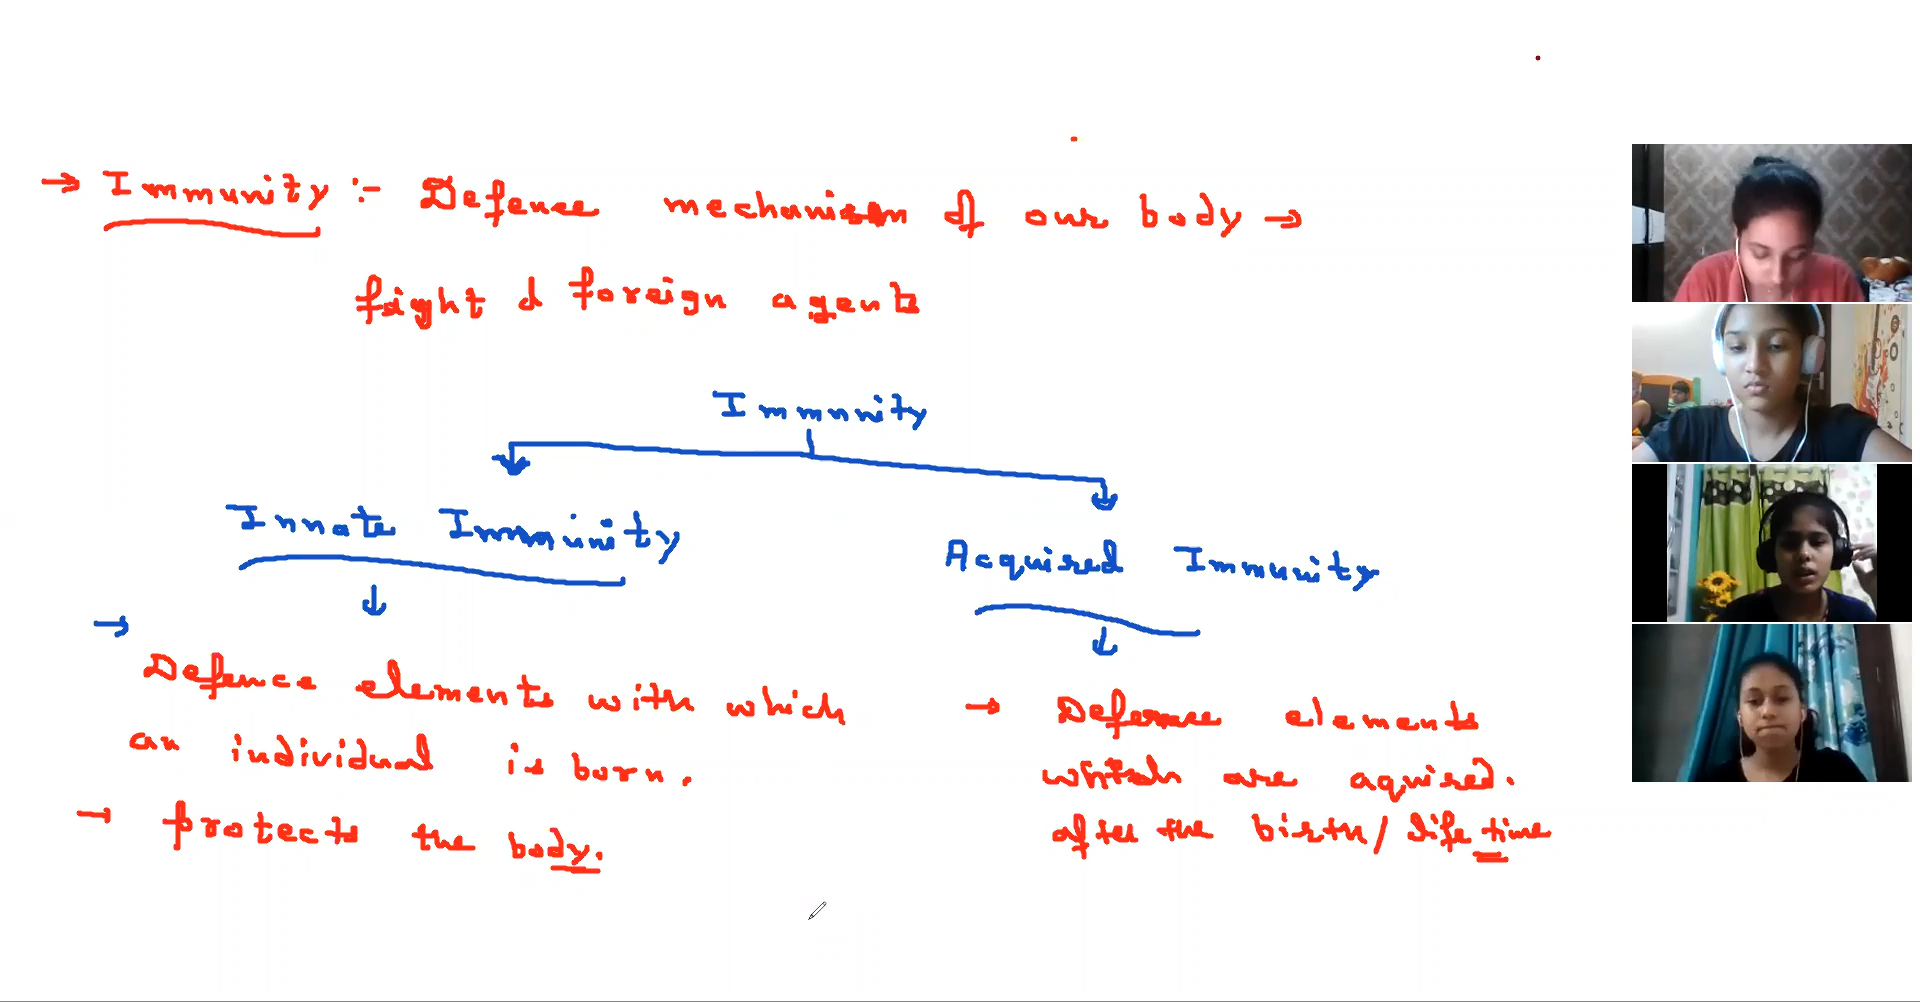 → Immunity :- Defence mechanism of our body →
fight d foreign agents
Immunity
Innate Immunity
Acquired Immunity
→
Defence elements with which
an individual is born.
→ protects the body.
→ Defence elements
which are aquired.
after the birth / life time